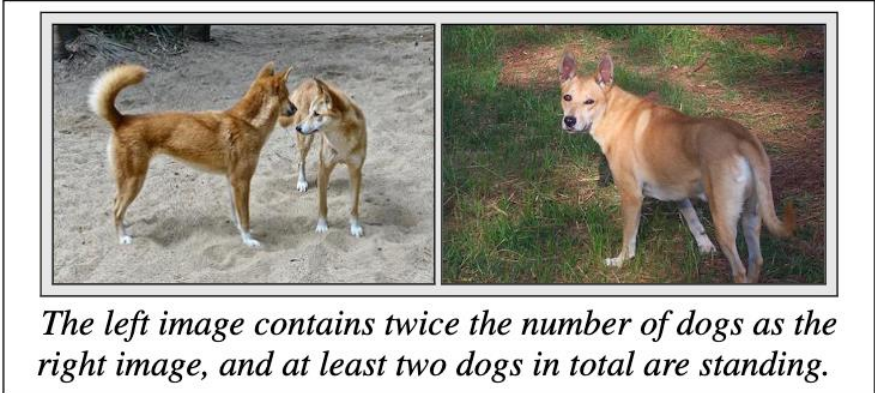 The left image contains twice the number of dogs as the
right image, and at least two dogs in total are standing.